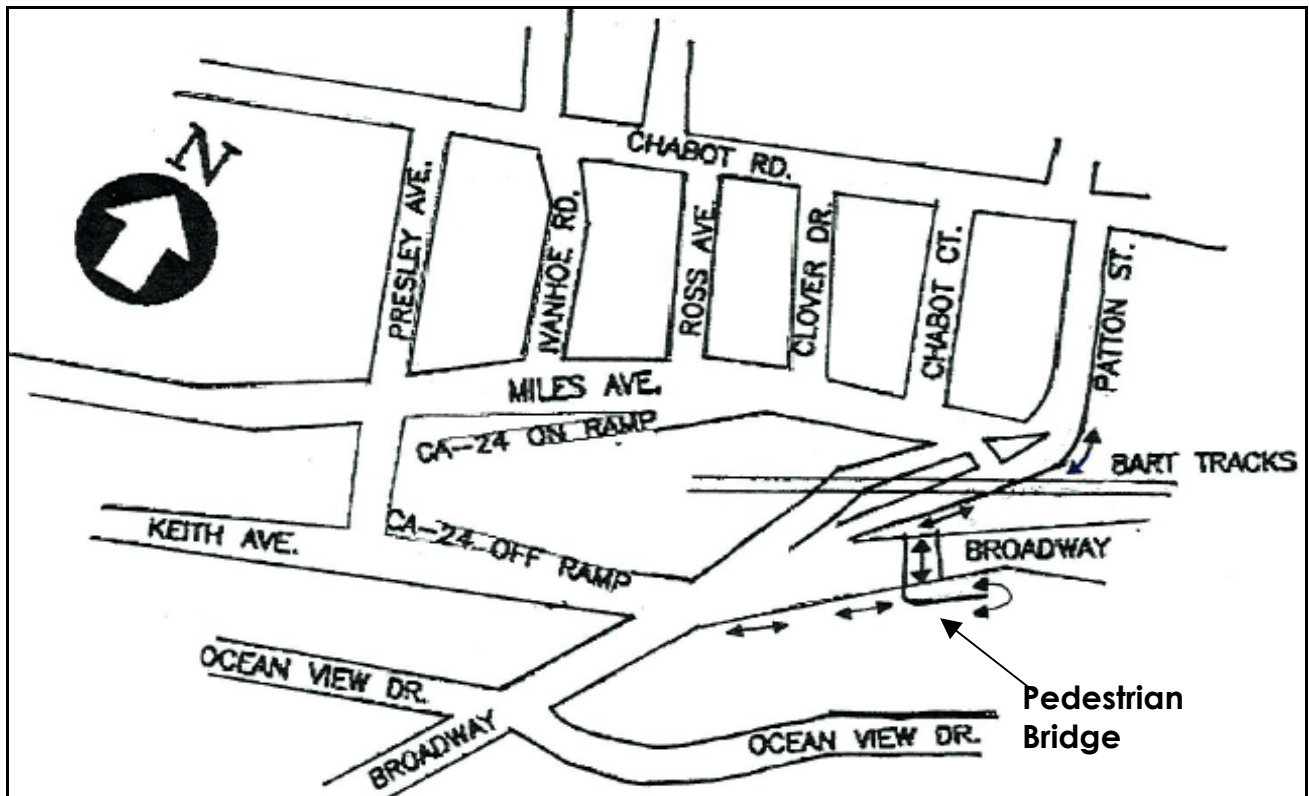 N
CHABOT RD.
PRESLEY AVE.
IVANHOE RD.
ROSS AVE.
CLOVER DR.
CHABOT CT.
PATTON ST.
MILES AVE.
CA-24 ON RAMP
BART TRACKS
KEITH AVE.
CA-24 OFF RAMP
BROADWAY
OCEAN VIEW DR.
BROADWAY
OCEAN VIEW DR.
Pedestrian
Bridge